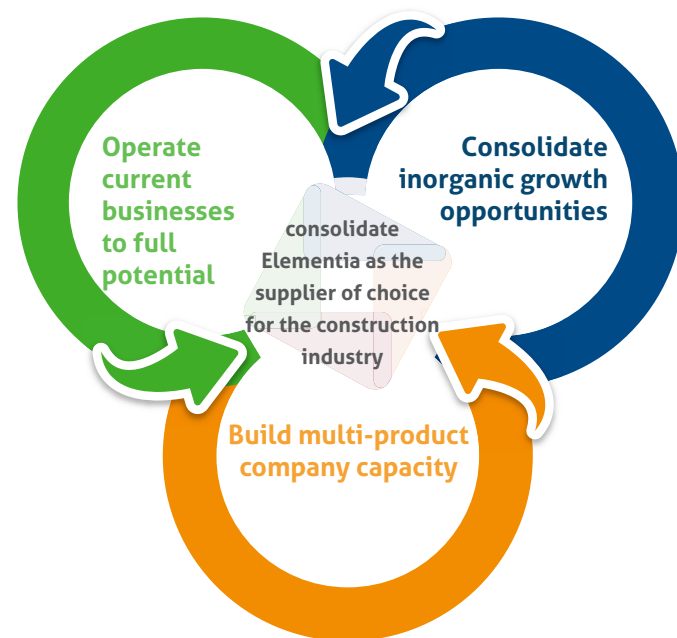 Operate
current
businesses
to full
potential
Consolidate
inorganic growth
opportunities
consolidate
Elementia as the
supplier of choice
for the construction
industry
Build multi-product
company capacity